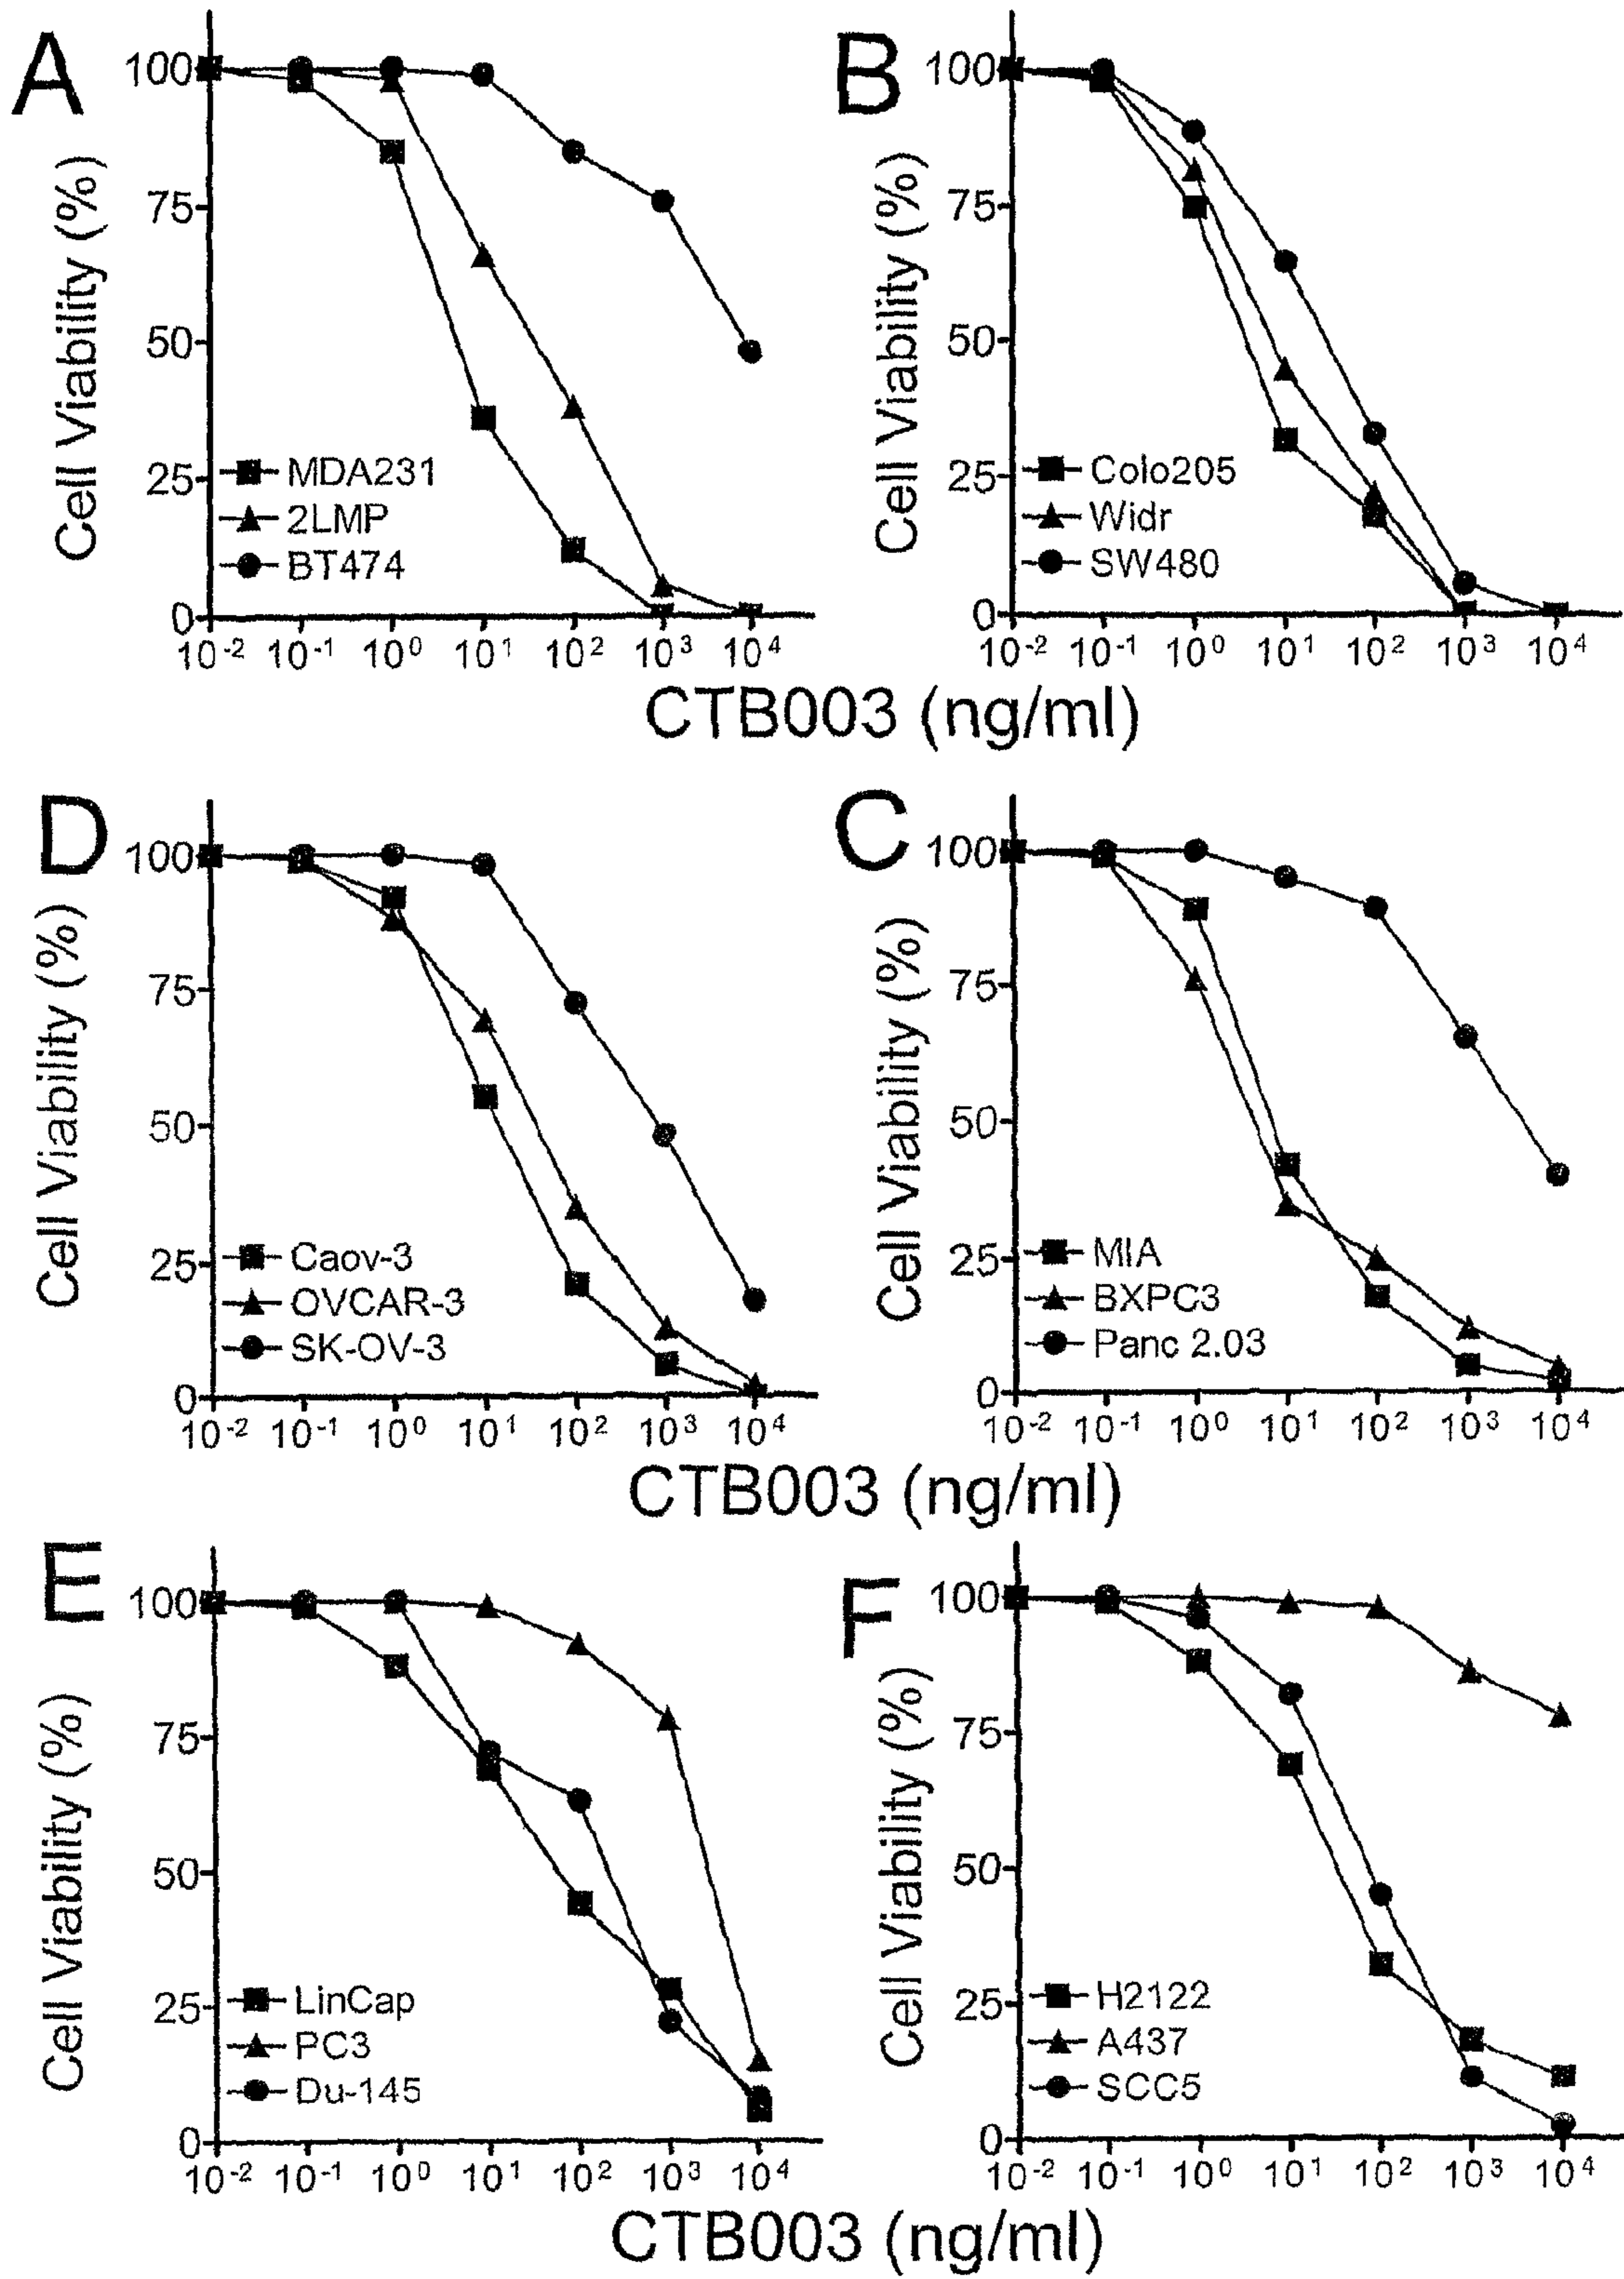 A
100
75
50
25
0
Cell Viability (%)
MDA231
2LMP
BT474
10-2 10-1 100 101 102 103 104
B
100
75
50
25
0
Cell Viability (%)
Colo205
Widr
SW480
10-2 10-1 100 101 102 103 104
CTB003 (ng/ml)
D
100
75
50
25
0
Cell Viability (%)
Caov-3
OVCAR-3
SK-OV-3
10-2 10-1 100 101 102 103 104
C
100
75
50
25
0
Cell Viability (%)
MIA
BXPC3
Panc 2.03
10-2 10-1 100 101 102 103 104
CTB003 (ng/ml)
E
100
75
50
25
0
Cell Viability (%)
LinCap
PC3
Du-145
10-2 10-1 100 101 102 103 104
F
100
75
50
25
0
Cell Viability (%)
H2122
A437
SCC5
10-2 10-1 100 101 102 103 104
CTB003 (ng/ml)